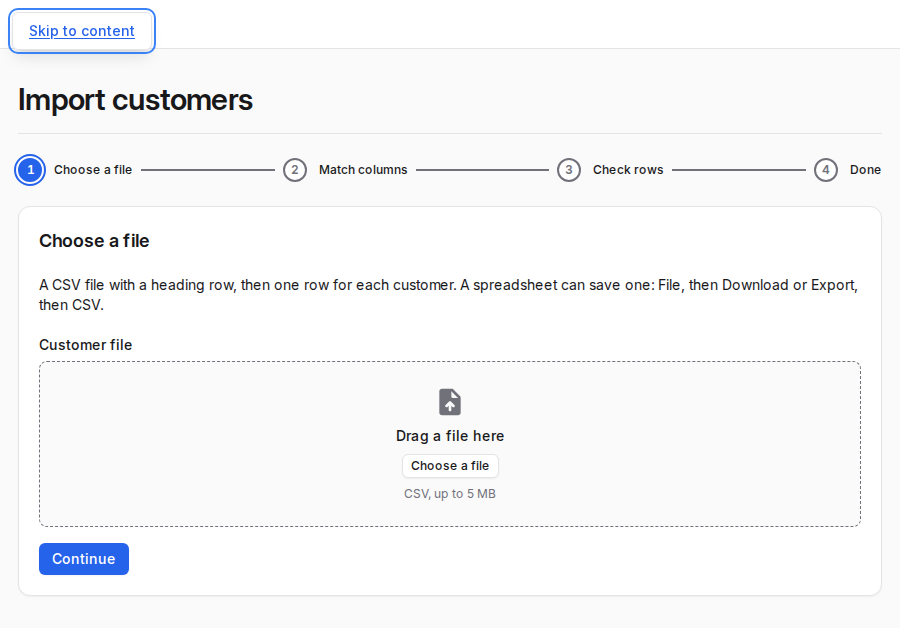 Skip to content
Import customers
1 Choose a file 2 Match columns 3 Check rows 4 Done
Choose a file
A CSV file with a heading row, then one row for each customer. A spreadsheet can save one: File, then Download or Export,
then CSV.
Customer file
Drag a file here
Choose a file
CSV, up to 5 MB
Continue